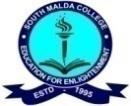 SOUTH MALDA COLLEGE
EDUCATION FOR ENLIGHTENMENT
ESTD 1995